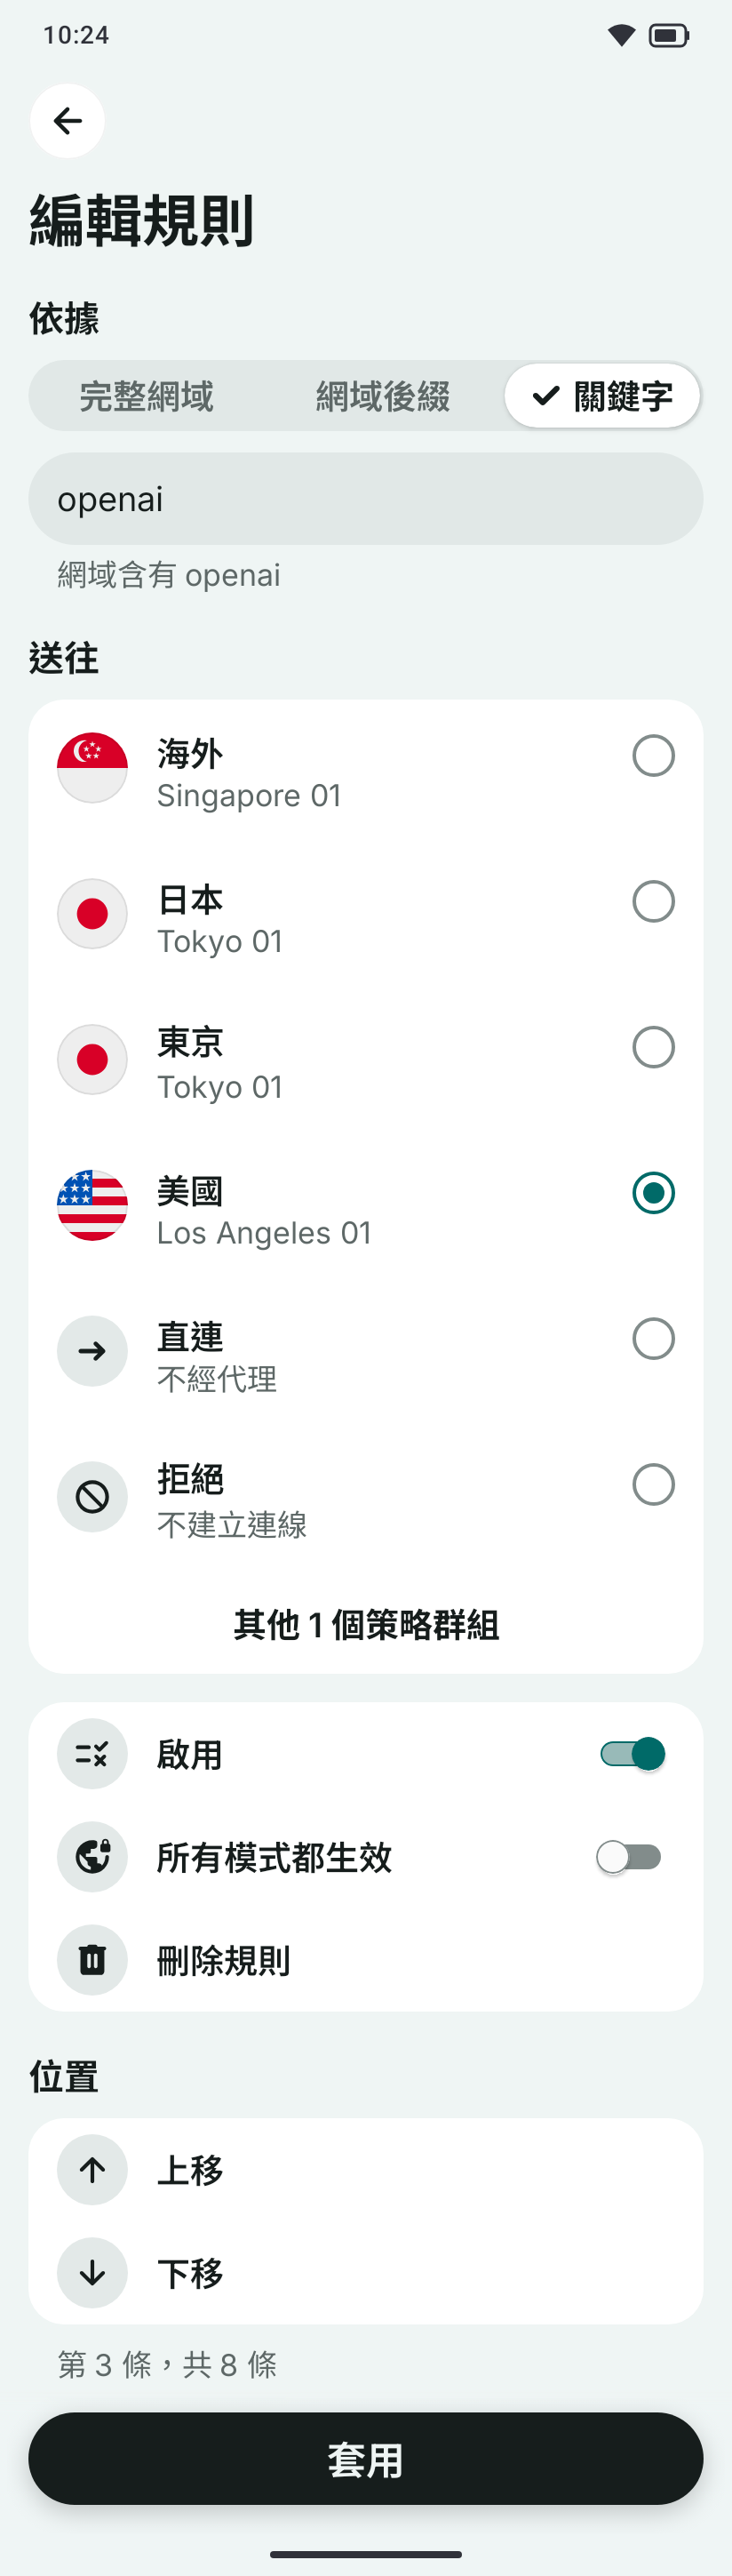 10:24
編輯規則
依據
完整網域
網域後綴
關鍵字
openai
網域含有 openai
送往
海外
Singapore 01
日本
Tokyo 01
東京
Tokyo 01
美國
Los Angeles 01
直連
不經代理
拒絕
不建立連線
其他 1 個策略群組
啟用
所有模式都生效
刪除規則
位置
上移
下移
第 3 條，共 8 條
套用